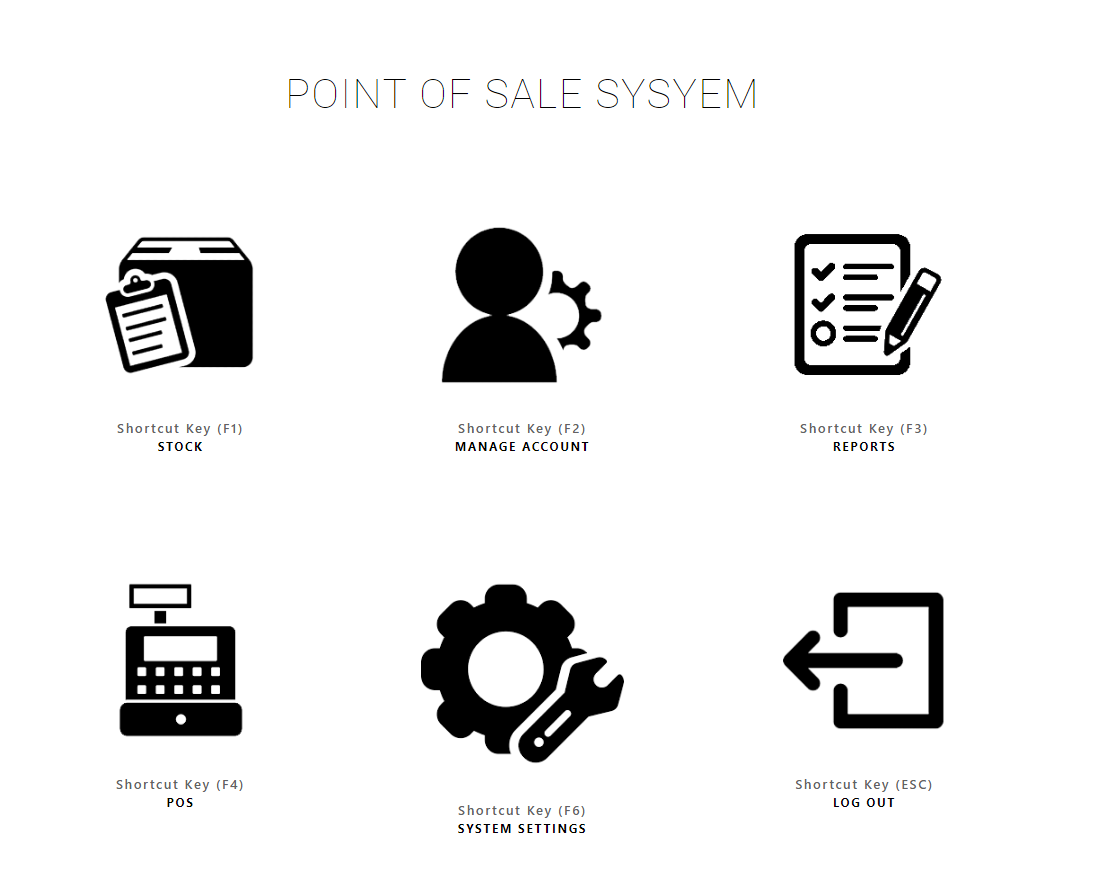 POINT OF SALE SYSYEM
Shortcut Key (F1)
STOCK
Shortcut Key (F2)
MANAGE ACCOUNT
Shortcut Key (F3)
REPORTS
Shortcut Key (F4)
POS
Shortcut Key (F6)
SYSTEM SETTINGS
Shortcut Key (ESC)
LOG OUT